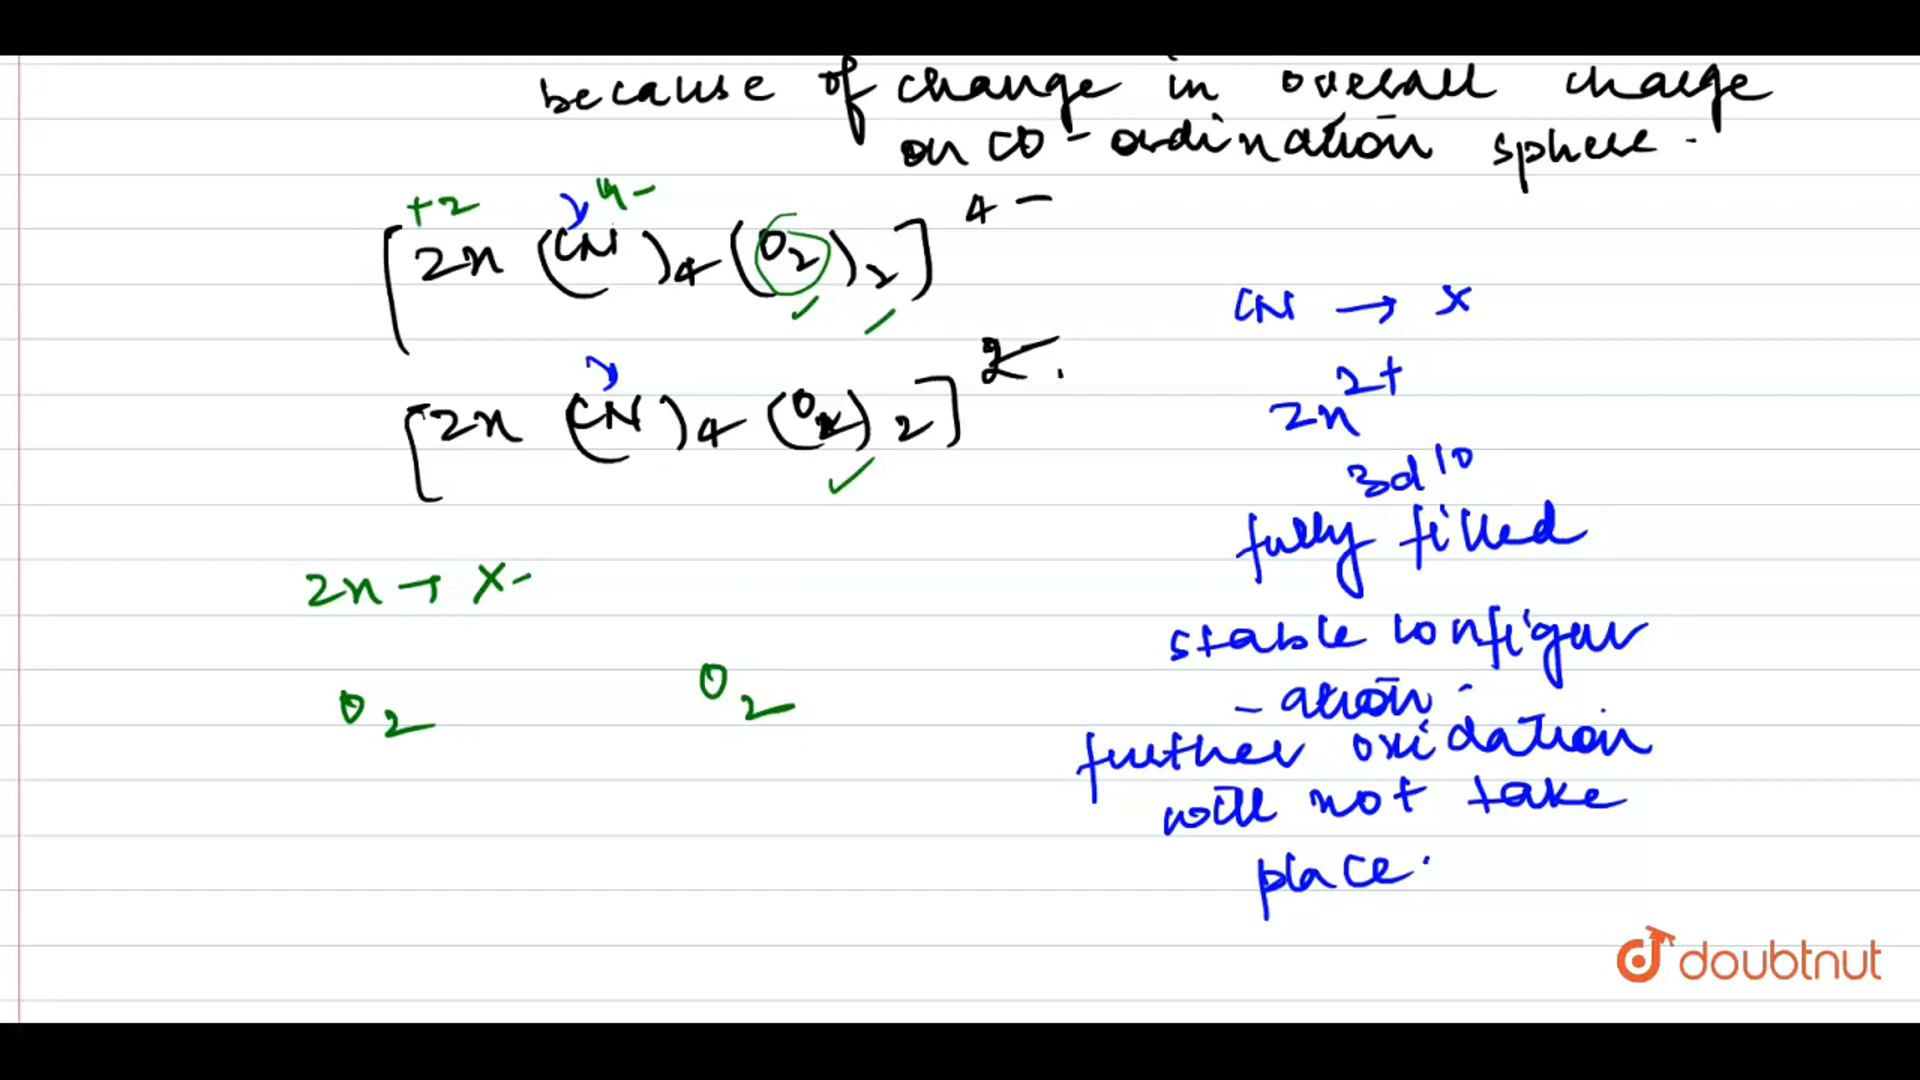 because of change in overall charge
on co-ordination sphere.
+2 4-
[Zn (CN)4 (O2)2]4-
[Zn (CN)4 (O2)2]2-.
CN → x
Zn2+
3d10
fully filled
stable configur
-ation.
further oxidation
will not take
place.
Zn → X-
O2 O2
doubtnut